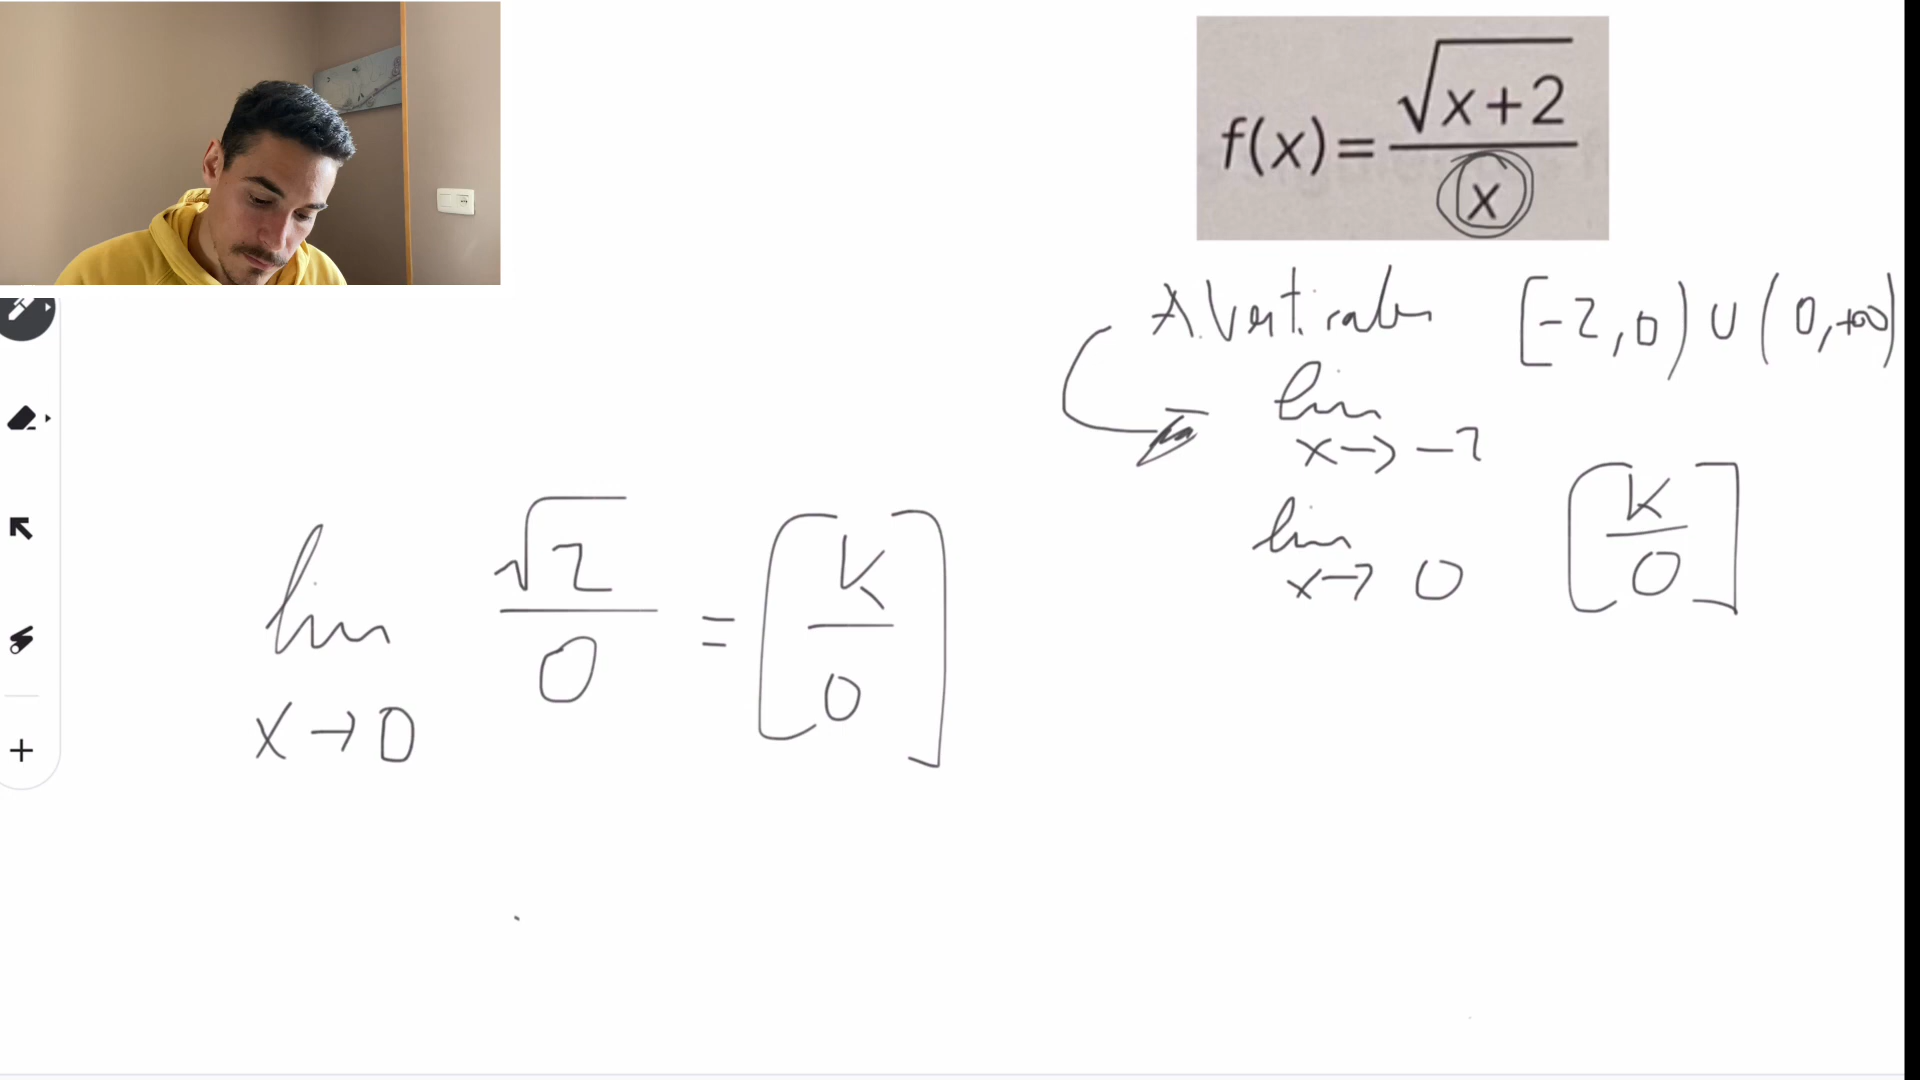 f(x) = √(x+2) / x
A. Verticales [-2, 0) ∪ (0, +∞)
lim x → -2
lim x → 0 [K/0]
lim x → 0 √2 / 0 = [K/0]